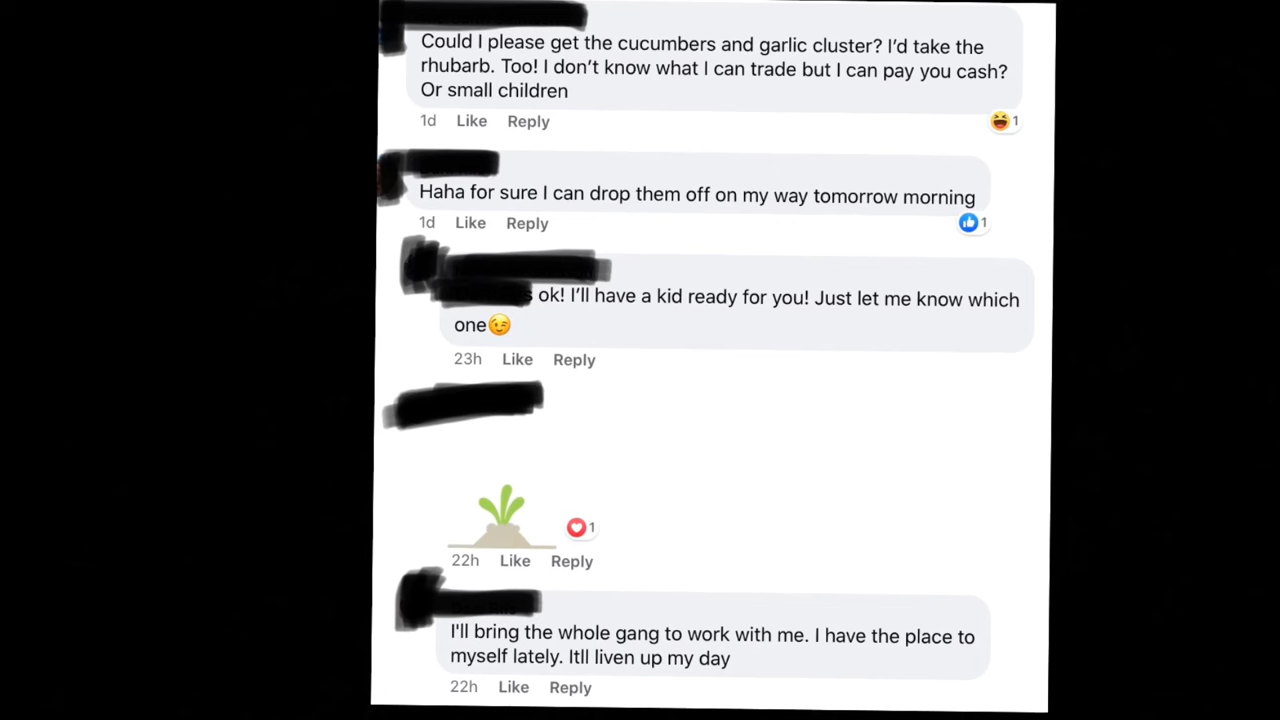 Could I please get the cucumbers and garlic cluster? I'd take the
rhubarb. Too! I don't know what I can trade but I can pay you cash?
Or small children
1d Like Reply
1
Haha for sure I can drop them off on my way tomorrow morning
1d Like Reply
1
ok! I'll have a kid ready for you! Just let me know which
one😉
23h Like Reply
1
22h Like Reply
I'll bring the whole gang to work with me. I have the place to
myself lately. Itll liven up my day
22h Like Reply